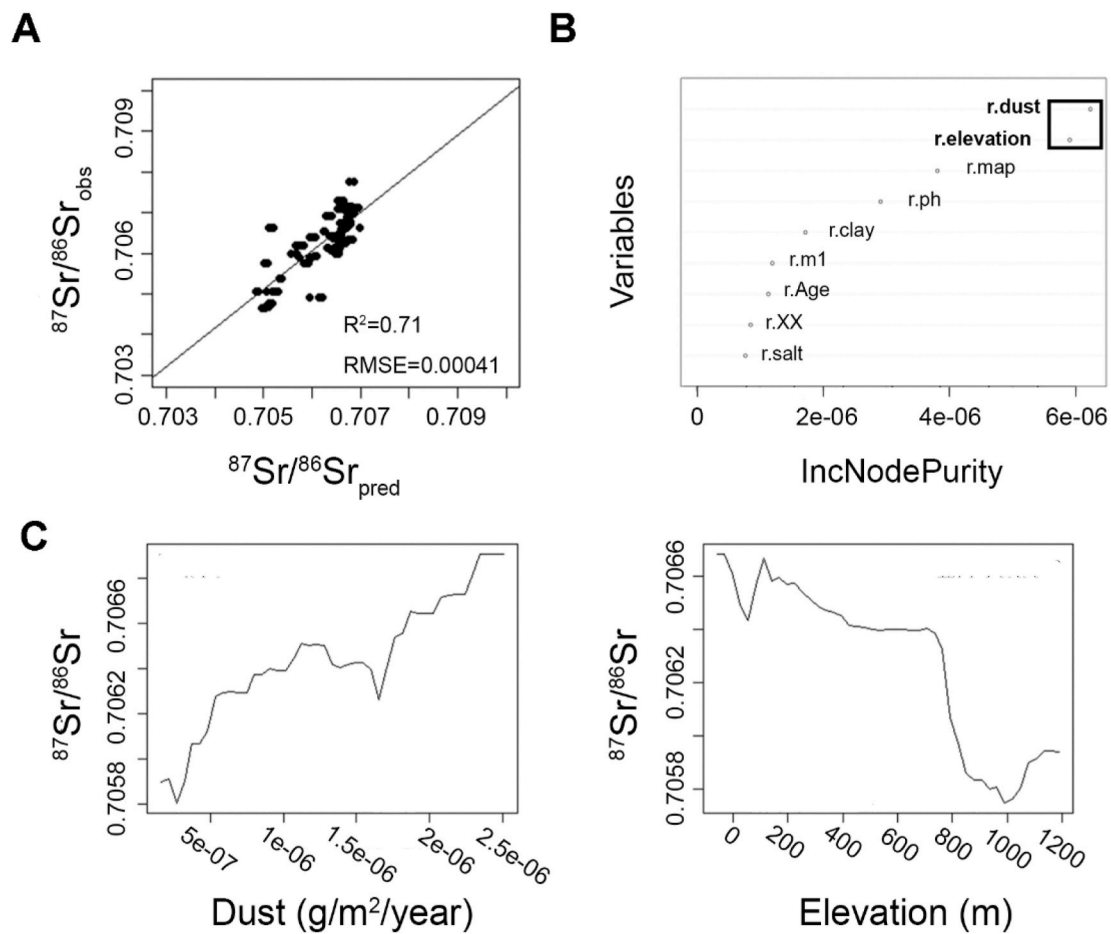 A
⁸⁷Sr/⁸⁶Sr_obs
0.703
0.706
0.709
R²=0.71
RMSE=0.00041
0.703
0.705
0.707
0.709
⁸⁷Sr/⁸⁶Sr_pred
B
Variables
r.dust
r.elevation
r.map
r.ph
r.clay
r.m1
r.Age
r.XX
r.salt
0
2e-06
4e-06
6e-06
IncNodePurity
C
⁸⁷Sr/⁸⁶Sr
0.7058
0.7062
0.7066
5e-07
1e-06
1.5e-06
2e-06
2.5e-06
Dust (g/m²/year)
⁸⁷Sr/⁸⁶Sr
0.7058
0.7062
0.7066
0
200
400
600
800
1000
1200
Elevation (m)